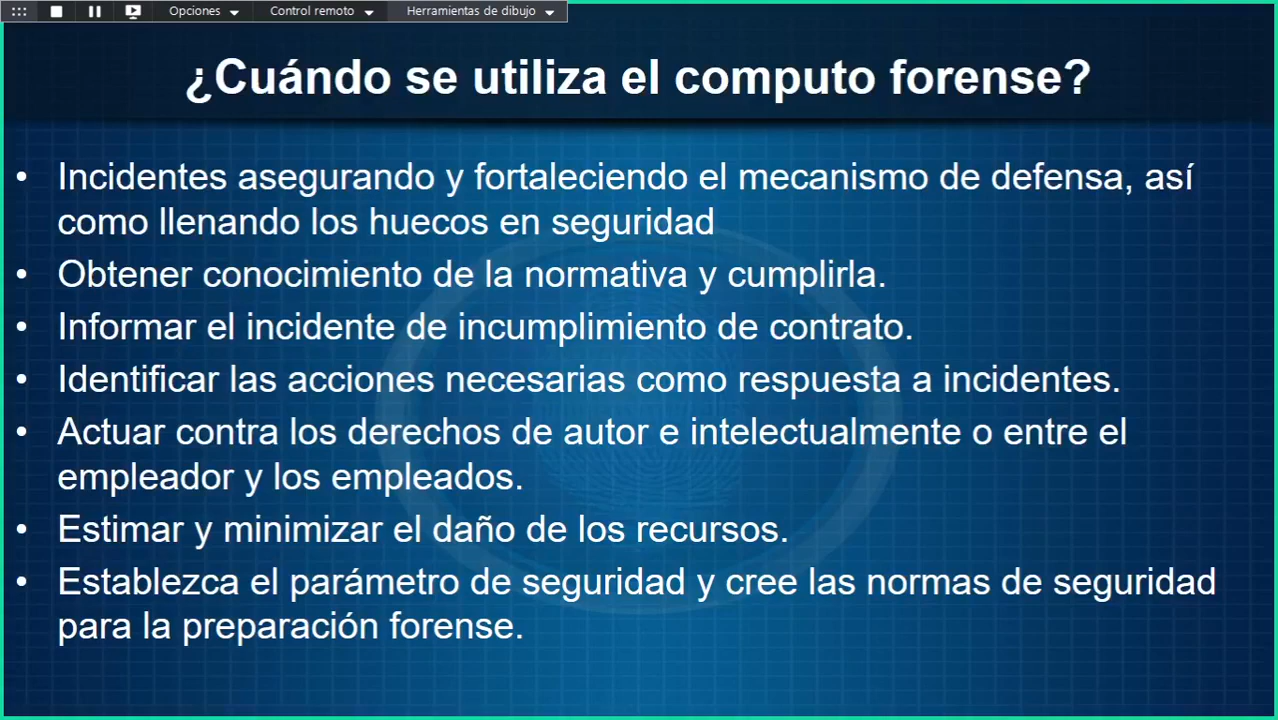 Opciones Control remoto Herramientas de dibujo
¿Cuándo se utiliza el computo forense?
• Incidentes asegurando y fortaleciendo el mecanismo de defensa, así
como llenando los huecos en seguridad
• Obtener conocimiento de la normativa y cumplirla.
• Informar el incidente de incumplimiento de contrato.
• Identificar las acciones necesarias como respuesta a incidentes.
• Actuar contra los derechos de autor e intelectualmente o entre el
empleador y los empleados.
• Estimar y minimizar el daño de los recursos.
• Establezca el parámetro de seguridad y cree las normas de seguridad
para la preparación forense.